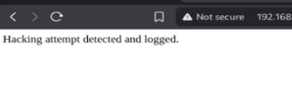 Not secure 192.168
Hacking attempt detected and logged.